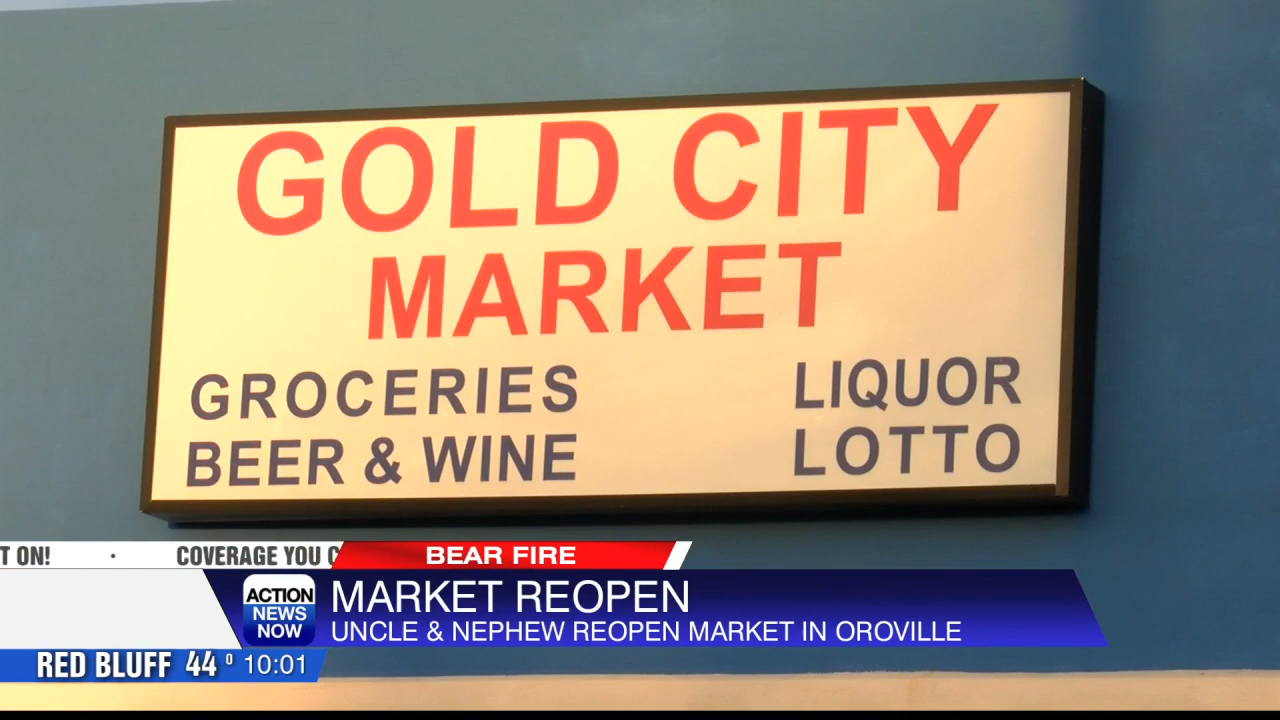 GOLD CITY
MARKET
GROCERIES LIQUOR
BEER & WINE LOTTO
T ON! · COVERAGE YOU C
BEAR FIRE
ACTION
NEWS
NOW
MARKET REOPEN
UNCLE & NEPHEW REOPEN MARKET IN OROVILLE
RED BLUFF 44° 10:01